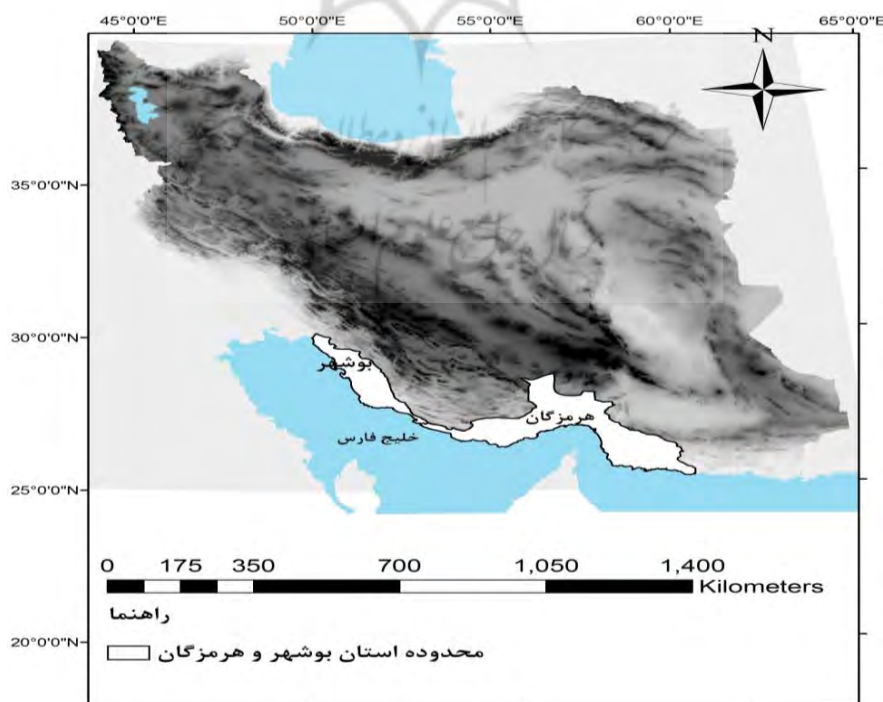 45°0'0"E 50°0'0"E 55°0'0"E 60°0'0"E 65°0'0"E
N
35°0'0"N
30°0'0"N
بوشهر
هرمزگان
خلیج فارس
25°0'0"N
0 175 350 700 1,050 1,400
Kilometers
راهنما
20°0'0"N
محدوده استان بوشهر و هرمزگان